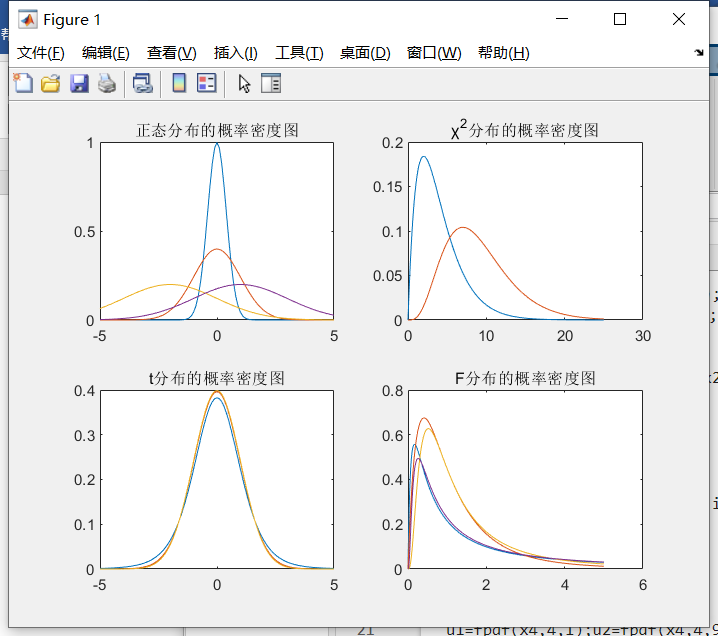 Figure 1
文件(F) 编辑(E) 查看(V) 插入(I) 工具(T) 桌面(D) 窗口(W) 帮助(H)
正态分布的概率密度图
1
0.5
0
-5 0 5
χ2分布的概率密度图
0.2
0.15
0.1
0.05
0
0 10 20 30
t分布的概率密度图
0.4
0.3
0.2
0.1
0
-5 0 5
F分布的概率密度图
0.8
0.6
0.4
0.2
0
0 2 4 6
21 u1=fpdf(x4,4,1);u2=fpdf(x4,4,9